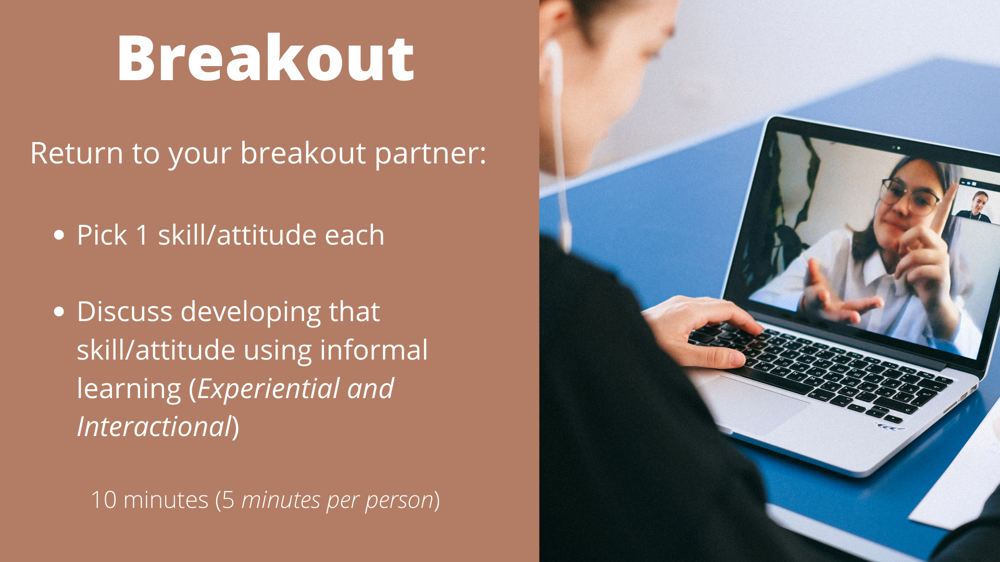 Breakout
Return to your breakout partner:
• Pick 1 skill/attitude each
• Discuss developing that
skill/attitude using informal
learning (Experiential and
Interactional)
10 minutes (5 minutes per person)